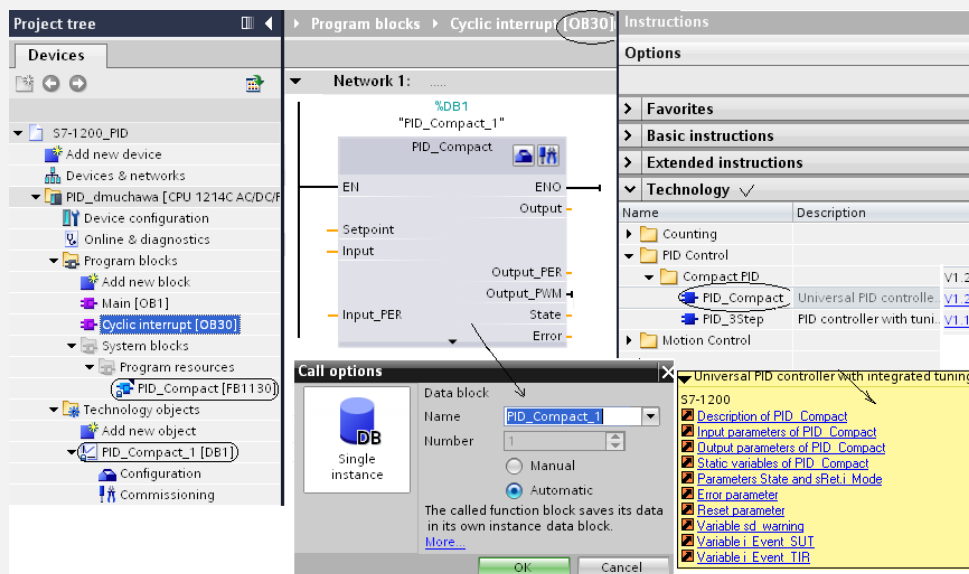 Project tree
Devices
S7-1200_PID
Add new device
Devices & networks
PID_dmuchawa [CPU 1214C AC/DC/R
Device configuration
Online & diagnostics
Program blocks
Add new block
Main [OB1]
Cyclic interrupt [OB30]
System blocks
Program resources
PID_Compact [FB1130]
Technology objects
Add new object
PID_Compact_1 [DB1]
Configuration
Commissioning
Program blocks
Cyclic interrupt [OB30]
Network 1: .....
%DB1
"PID_Compact_1"
PID_Compact
EN
ENO
Output
Setpoint
Input
Output_PER
Output_PWM
Input_PER
State
Error
Call options
DB
Single
instance
Data block
Name
PID_Compact_1
Number
1
Manual
Automatic
The called function block saves its data
in its own instance data block.
More...
OK
Cancel
Instructions
Options
Favorites
Basic instructions
Extended instructions
Technology
Name
Description
Counting
PID Control
Compact PID
V1.2
PID_Compact
Universal PID controlle..
V1.2
PID_3Step
PID controller with tuni..
V1.1
Motion Control
Universal PID controller with integrated tuning
S7-1200
Description of PID_Compact
Input parameters of PID_Compact
Output parameters of PID_Compact
Static variables of PID_Compact
Parameters State and sRet.i_Mode
Error parameter
Reset parameter
Variable sd_warning
Variable i_Event_SUT
Variable i_Event_TIR